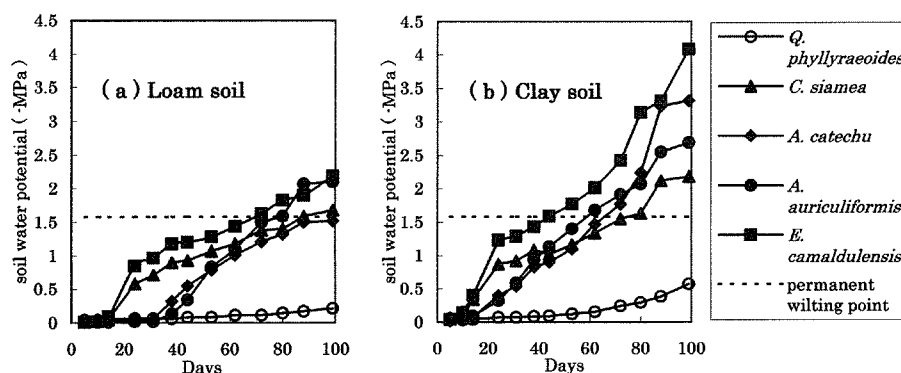 4.5
4
3.5
3
2.5
2
1.5
1
0.5
0
soil water potential ( -MPa)
( a ) Loam soil
0 20 40 60 80 100
Days
4.5
4
3.5
3
2.5
2
1.5
1
0.5
0
soil water potential ( -MPa)
( b ) Clay soil
0 20 40 60 80 100
Days
Q.
phyllyraeoides
C. siamea
A. catechu
A.
auriculiformis
E.
camaldulensis
permanent
wilting point